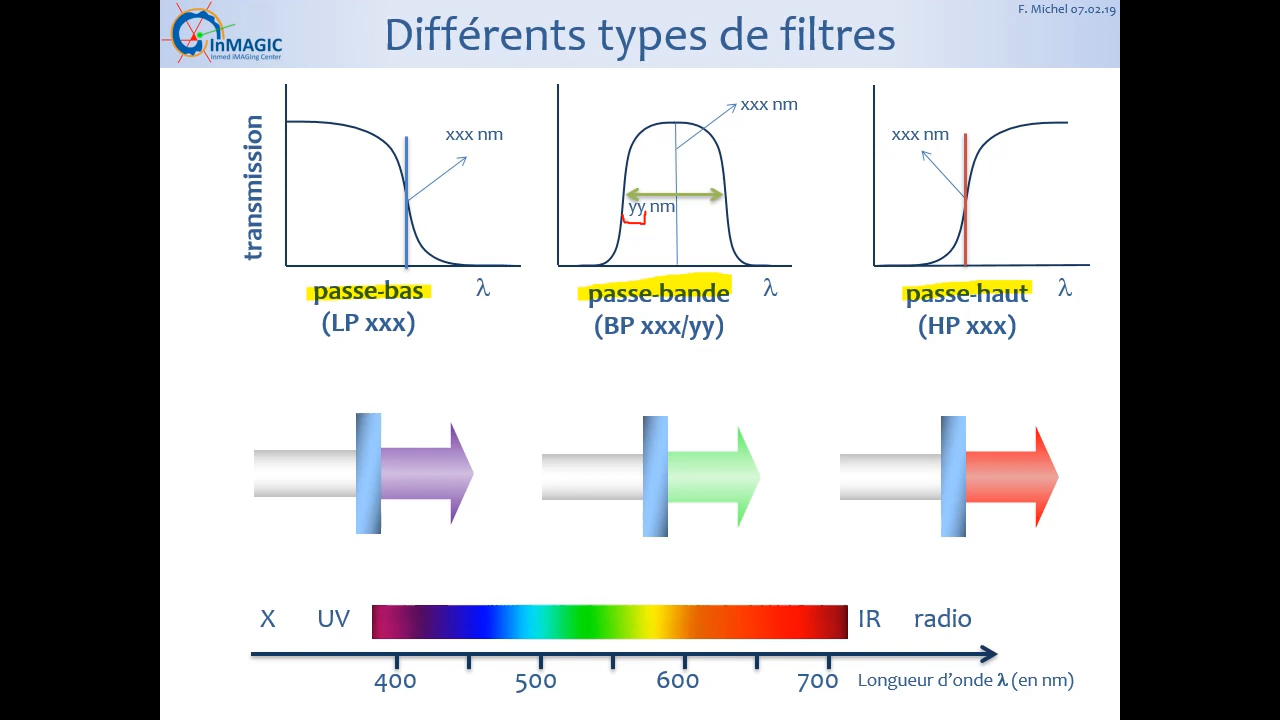 F. Michel 07.02.19
InMAGIC
Inmed iMAGing Center
Différents types de filtres
transmission
xxx nm
xxx nm
xxx nm
yy nm
passe-bas
λ
(LP xxx)
passe-bande
λ
(BP xxx/yy)
passe-haut
λ
(HP xxx)
X UV IR radio
400 500 600 700 Longueur d'onde λ (en nm)